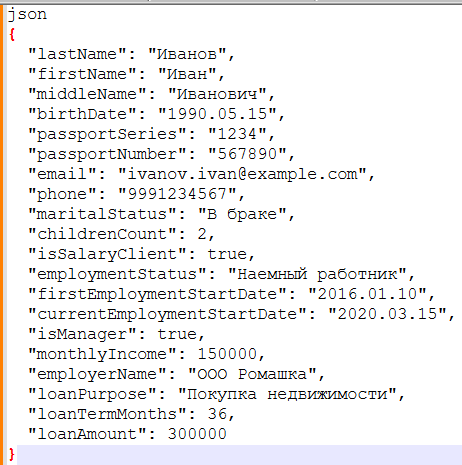 json
{
  "lastName": "Иванов",
  "firstName": "Иван",
  "middleName": "Иванович",
  "birthDate": "1990.05.15",
  "passportSeries": "1234",
  "passportNumber": "567890",
  "email": "ivanov.ivan@example.com",
  "phone": "9991234567",
  "maritalStatus": "В браке",
  "childrenCount": 2,
  "isSalaryClient": true,
  "employmentStatus": "Наемный работник",
  "firstEmploymentStartDate": "2016.01.10",
  "currentEmploymentStartDate": "2020.03.15",
  "isManager": true,
  "monthlyIncome": 150000,
  "employerName": "ООО Ромашка",
  "loanPurpose": "Покупка недвижимости",
  "loanTermMonths": 36,
  "loanAmount": 300000
}